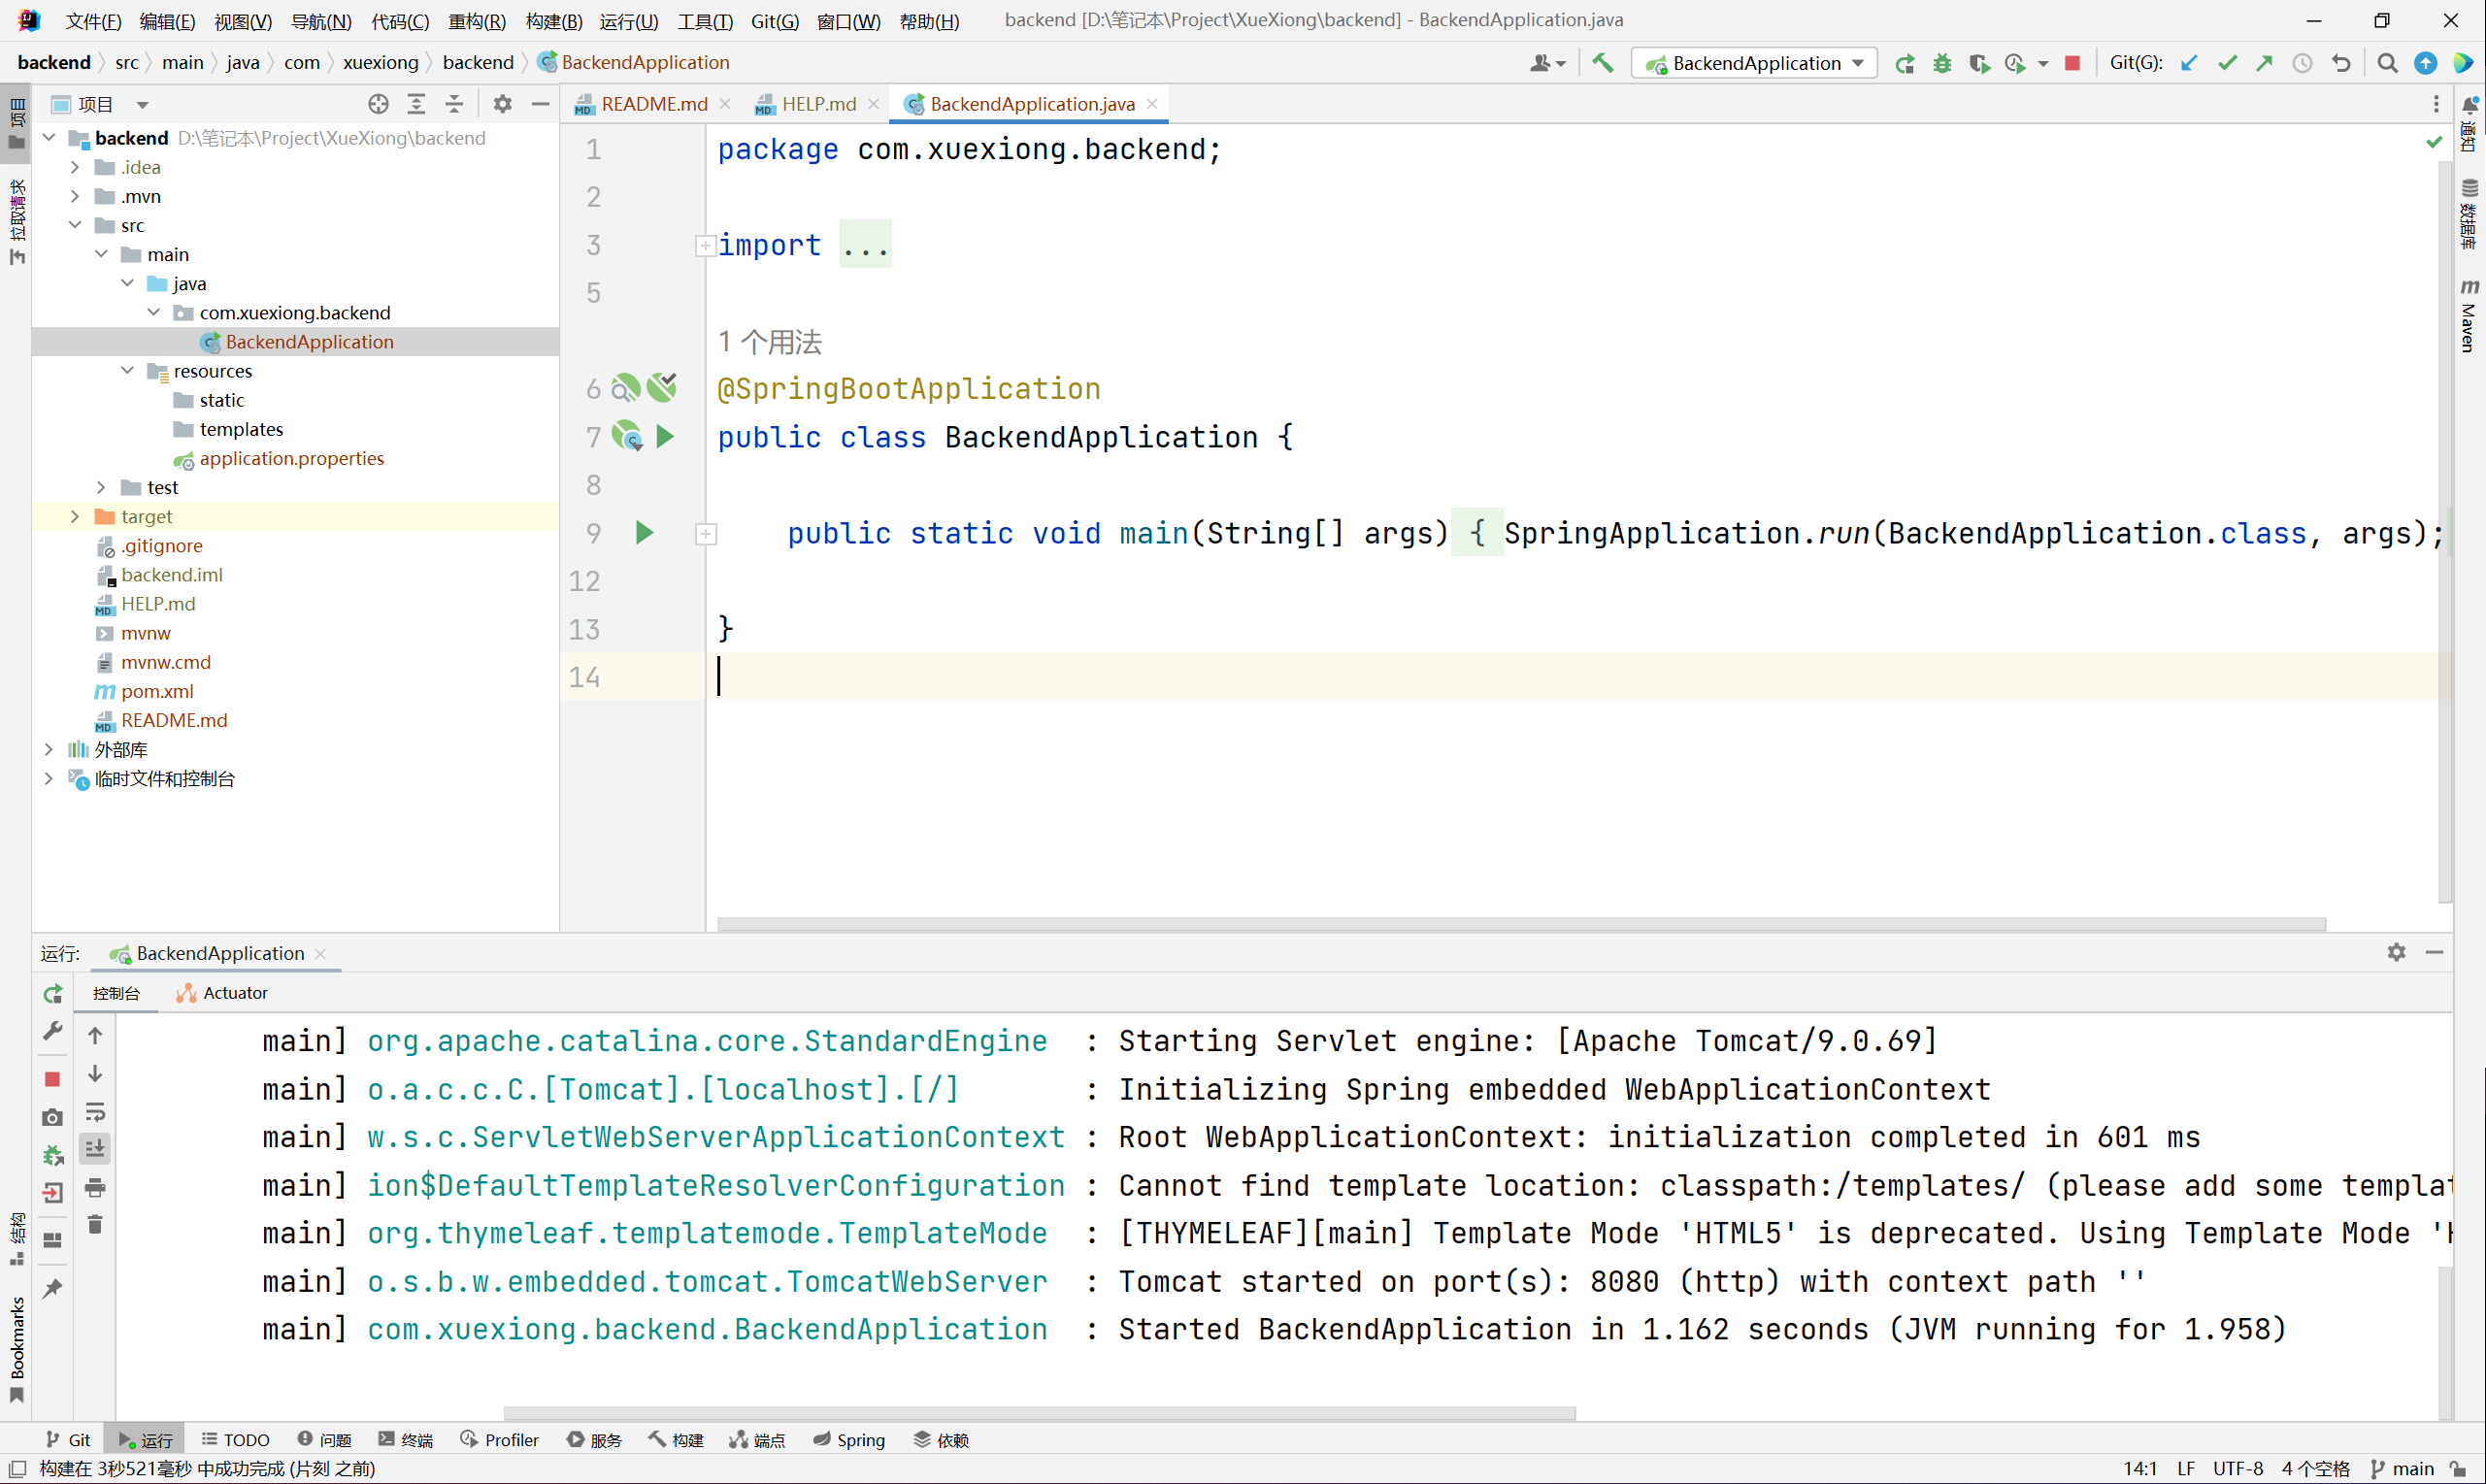 文件(F) 编辑(E) 视图(V) 导航(N) 代码(C) 重构(R) 构建(B) 运行(U) 工具(T) Git(G) 窗口(W) 帮助(H) backend [D:\笔记本\Project\XueXiong\backend] - BackendApplication.java
backend src main java com xuexiong backend BackendApplication
BackendApplication Git(G):
项目
README.md HELP.md BackendApplication.java
backend D:\笔记本\Project\XueXiong\backend
.idea
.mvn
src
main
java
com.xuexiong.backend
BackendApplication
resources
static
templates
application.properties
test
target
.gitignore
backend.iml
HELP.md
mvnw
mvnw.cmd
pom.xml
README.md
外部库
临时文件和控制台
项目
拉取请求
结构
Bookmarks
1 package com.xuexiong.backend;
2
3 import ...
5
1 个用法
6 @SpringBootApplication
7 public class BackendApplication {
8
9 public static void main(String[] args) { SpringApplication.run(BackendApplication.class, args);
12
13 }
14
通知
数据库
Maven
运行: BackendApplication
控制台 Actuator
main] org.apache.catalina.core.StandardEngine : Starting Servlet engine: [Apache Tomcat/9.0.69]
main] o.a.c.c.C.[Tomcat].[localhost].[/] : Initializing Spring embedded WebApplicationContext
main] w.s.c.ServletWebServerApplicationContext : Root WebApplicationContext: initialization completed in 601 ms
main] ion$DefaultTemplateResolverConfiguration : Cannot find template location: classpath:/templates/ (please add some templat
main] org.thymeleaf.templatemode.TemplateMode : [THYMELEAF][main] Template Mode 'HTML5' is deprecated. Using Template Mode '
main] o.s.b.w.embedded.tomcat.TomcatWebServer : Tomcat started on port(s): 8080 (http) with context path ''
main] com.xuexiong.backend.BackendApplication : Started BackendApplication in 1.162 seconds (JVM running for 1.958)
Git 运行 TODO 问题 终端 Profiler 服务 构建 端点 Spring 依赖
构建在 3秒521毫秒 中成功完成 (片刻 之前) 14:1 LF UTF-8 4 个空格 main